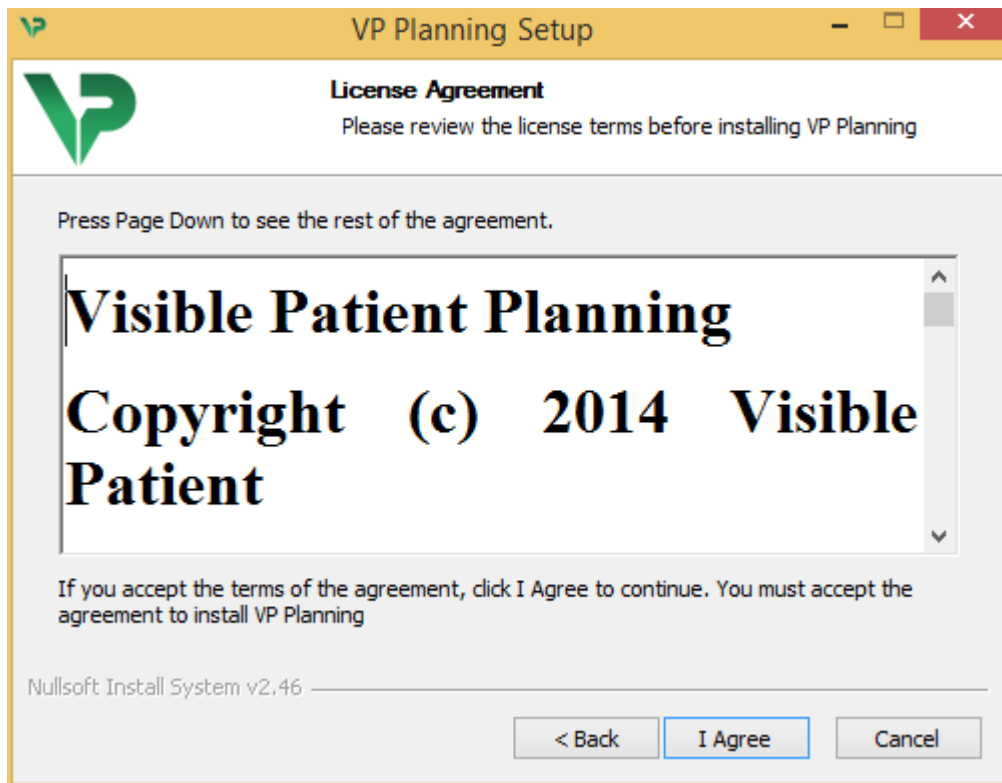 VP Planning Setup
VP
License Agreement
Please review the license terms before installing VP Planning
Press Page Down to see the rest of the agreement.
Visible Patient Planning
Copyright (c) 2014 Visible
Patient
If you accept the terms of the agreement, click I Agree to continue. You must accept the
agreement to install VP Planning
Nullsoft Install System v2.46
< Back
I Agree
Cancel